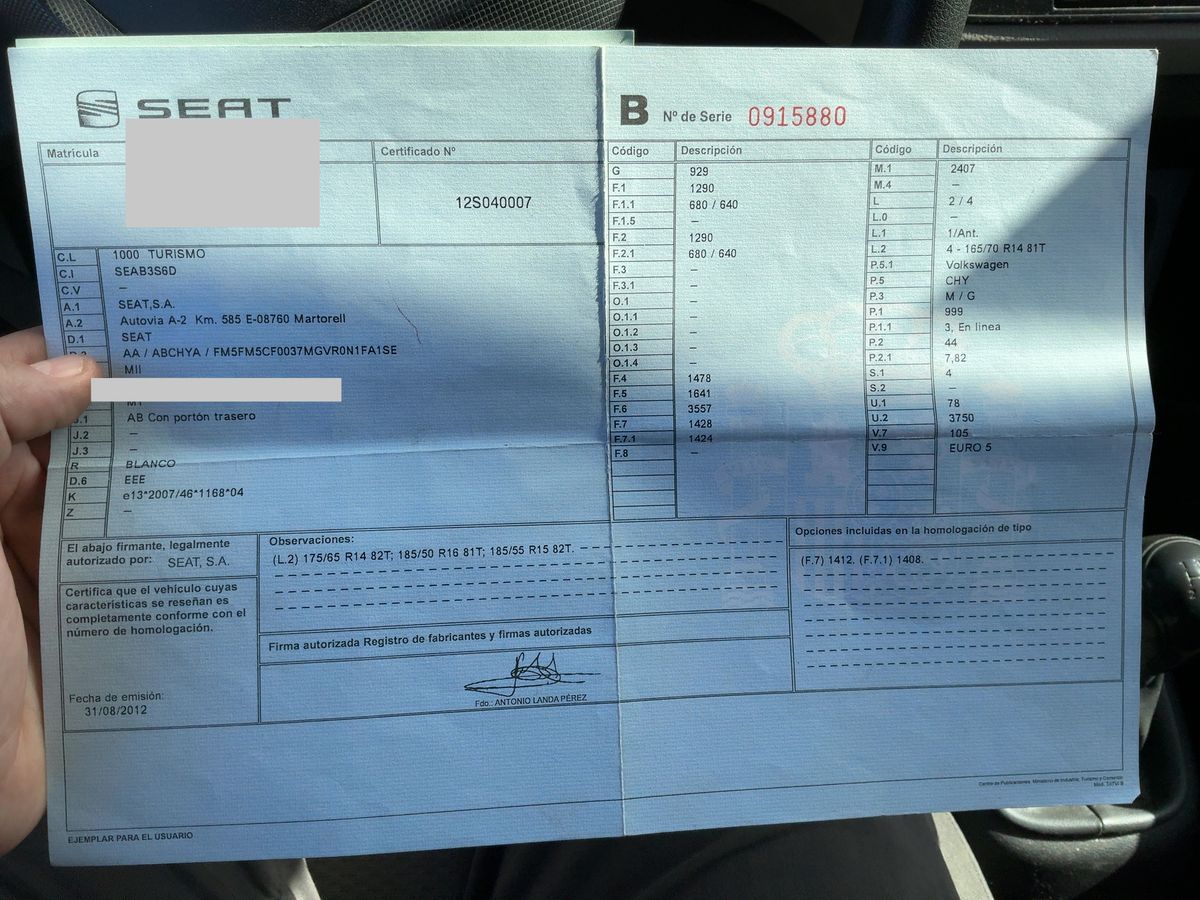 SEAT
B Nº de Serie 0915880
Matrícula
Certificado Nº
12S040007
C.L 1000 TURISMO
C.I SEAB3S6D
C.V –
A.1 SEAT,S.A.
A.2 Autovia A-2 Km. 585 E-08760 Martorell
D.1 SEAT
AA / ABCHYA / FM5FM5CF0037MGVR0N1FA1SE
MII
M1
J.1 AB Con portón trasero
J.2 –
J.3 –
R BLANCO
D.6 EEE
K e13*2007/46*1168*04
Z –
Código Descripción
G 929
F.1 1290
F.1.1 680 / 640
F.1.5 –
F.2 1290
F.2.1 680 / 640
F.3 –
F.3.1 –
O.1 –
O.1.1 –
O.1.2 –
O.1.3 –
O.1.4 –
F.4 1478
F.5 1641
F.6 3557
F.7 1428
F.7.1 1424
F.8 –
Código Descripción
M.1 2407
M.4 –
L 2 / 4
L.0 –
L.1 1/Ant.
L.2 4 - 165/70 R14 81T
P.5.1 Volkswagen
P.5 CHY
P.3 M / G
P.1 999
P.1.1 3, En linea
P.2 44
P.2.1 7,82
S.1 4
S.2 –
U.1 78
U.2 3750
V.7 105
V.9 EURO 5
El abajo firmante, legalmente
autorizado por: SEAT, S.A.
Certifica que el vehículo cuyas
características se reseñan es
completamente conforme con el
número de homologación.
Fecha de emisión:
31/08/2012
Observaciones:
(L.2) 175/65 R14 82T; 185/50 R16 81T; 185/55 R15 82T.
Firma autorizada Registro de fabricantes y firmas autorizadas
Fdo.: ANTONIO LANDA PÉREZ
Opciones incluidas en la homologación de tipo
(F.7) 1412. (F.7.1) 1408.
Centro de Publicaciones. Ministerio de Industria, Turismo y Comercio
EJEMPLAR PARA EL USUARIO